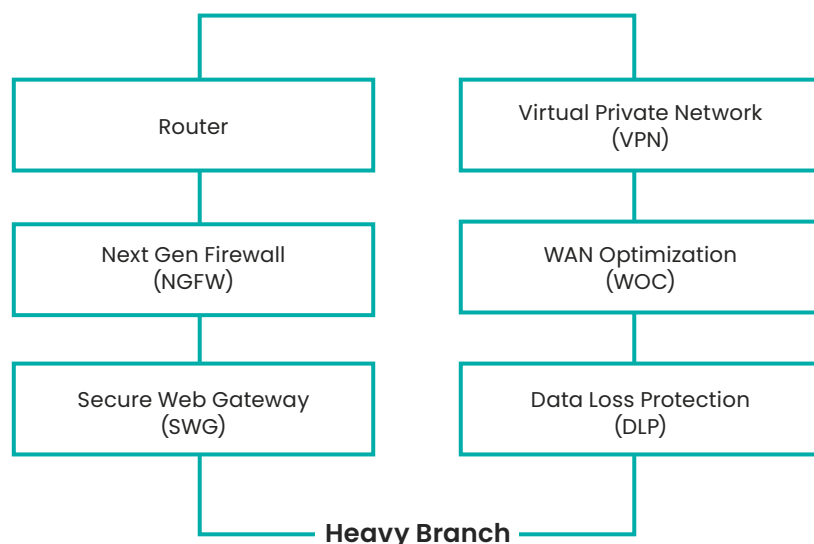 Router
Virtual Private Network
(VPN)
Next Gen Firewall
(NGFW)
WAN Optimization
(WOC)
Secure Web Gateway
(SWG)
Data Loss Protection
(DLP)
Heavy Branch